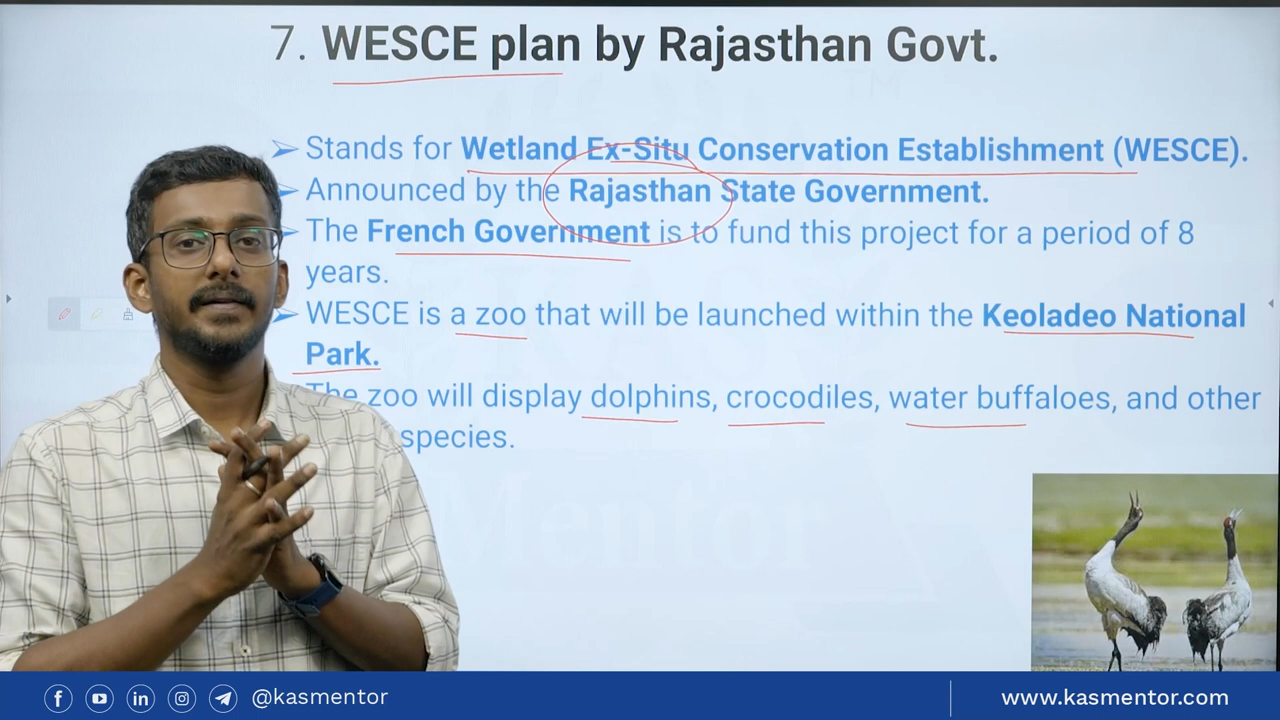 7. WESCE plan by Rajasthan Govt.
➢ Stands for Wetland Ex-Situ Conservation Establishment (WESCE).
➢ Announced by the Rajasthan State Government.
➢ The French Government is to fund this project for a period of 8
years.
➢ WESCE is a zoo that will be launched within the Keoladeo National
Park.
The zoo will display dolphins, crocodiles, water buffaloes, and other
species.
Mentor
@kasmentor
www.kasmentor.com